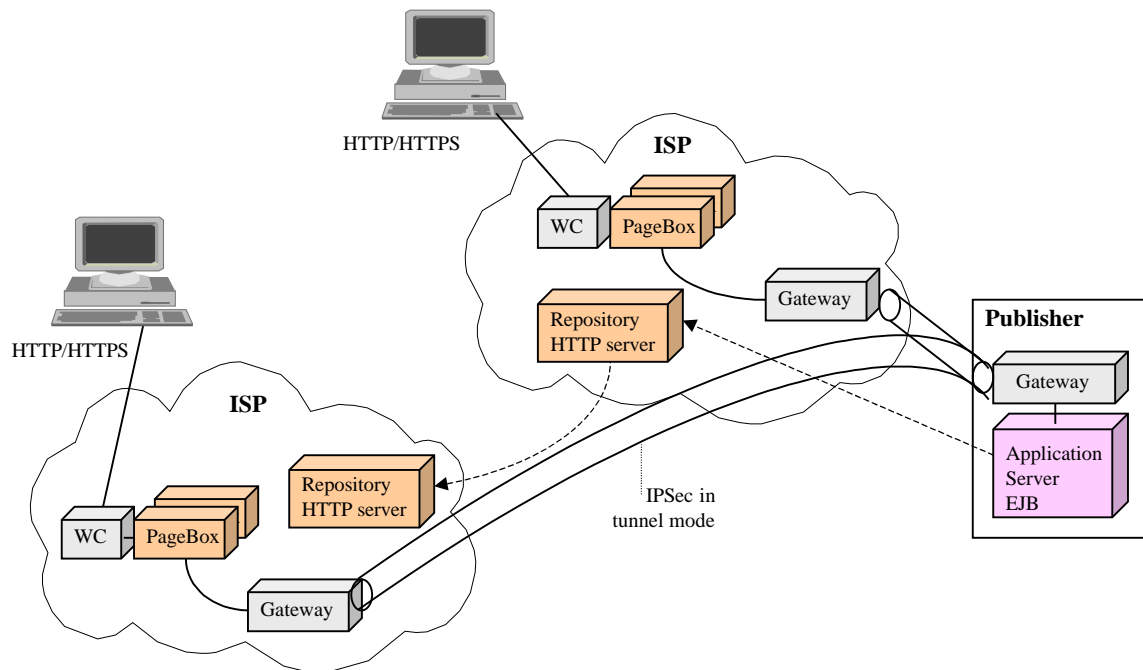 HTTP/HTTPS
ISP
WC
PageBox
Gateway
Repository
HTTP server
Publisher
Gateway
Application
Server
EJB
HTTP/HTTPS
ISP
Repository
HTTP server
WC
PageBox
Gateway
IPSec in
tunnel mode